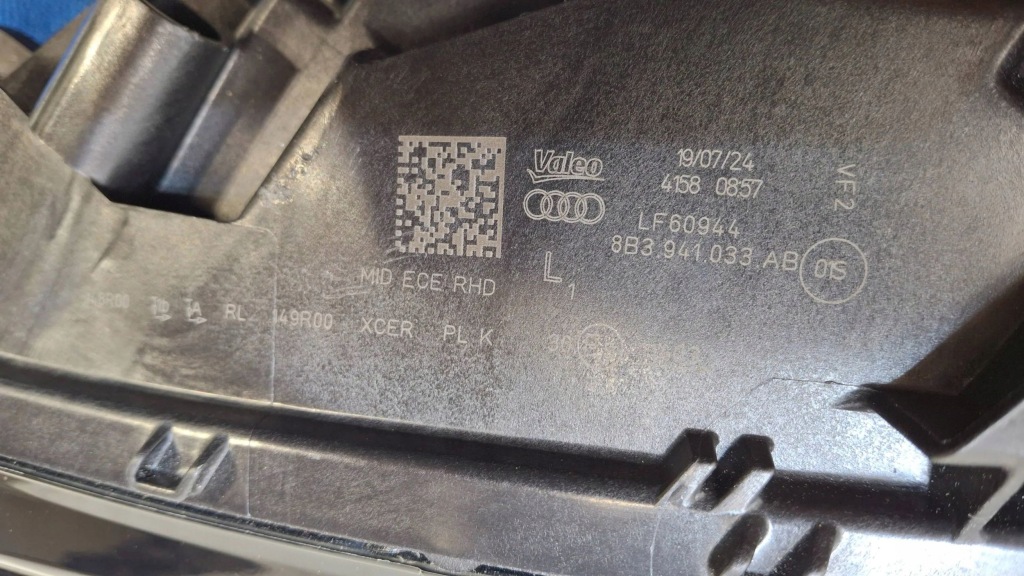 Valeo
19/07/24
4158 0857
VF2
LF60944
8B3.941.033 AB 01S
L1
MID ECE RHD
RL
49R00 XCER PL K